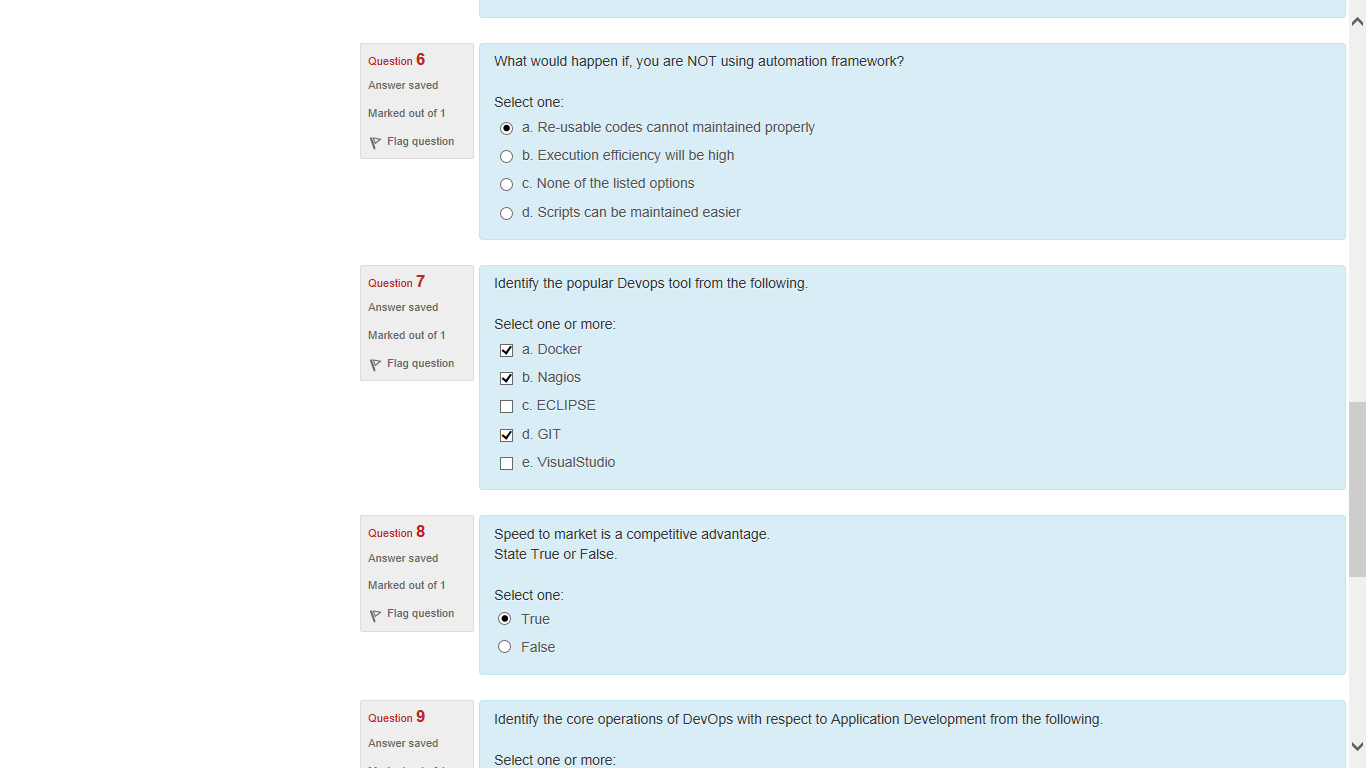 Question 6
Answer saved
Marked out of 1
Flag question
What would happen if, you are NOT using automation framework?
Select one:
a. Re-usable codes cannot maintained properly
b. Execution efficiency will be high
c. None of the listed options
d. Scripts can be maintained easier
Question 7
Answer saved
Marked out of 1
Flag question
Identify the popular Devops tool from the following.
Select one or more:
a. Docker
b. Nagios
c. ECLIPSE
d. GIT
e. VisualStudio
Question 8
Answer saved
Marked out of 1
Flag question
Speed to market is a competitive advantage.
State True or False.
Select one:
True
False
Question 9
Answer saved
Identify the core operations of DevOps with respect to Application Development from the following.
Select one or more: